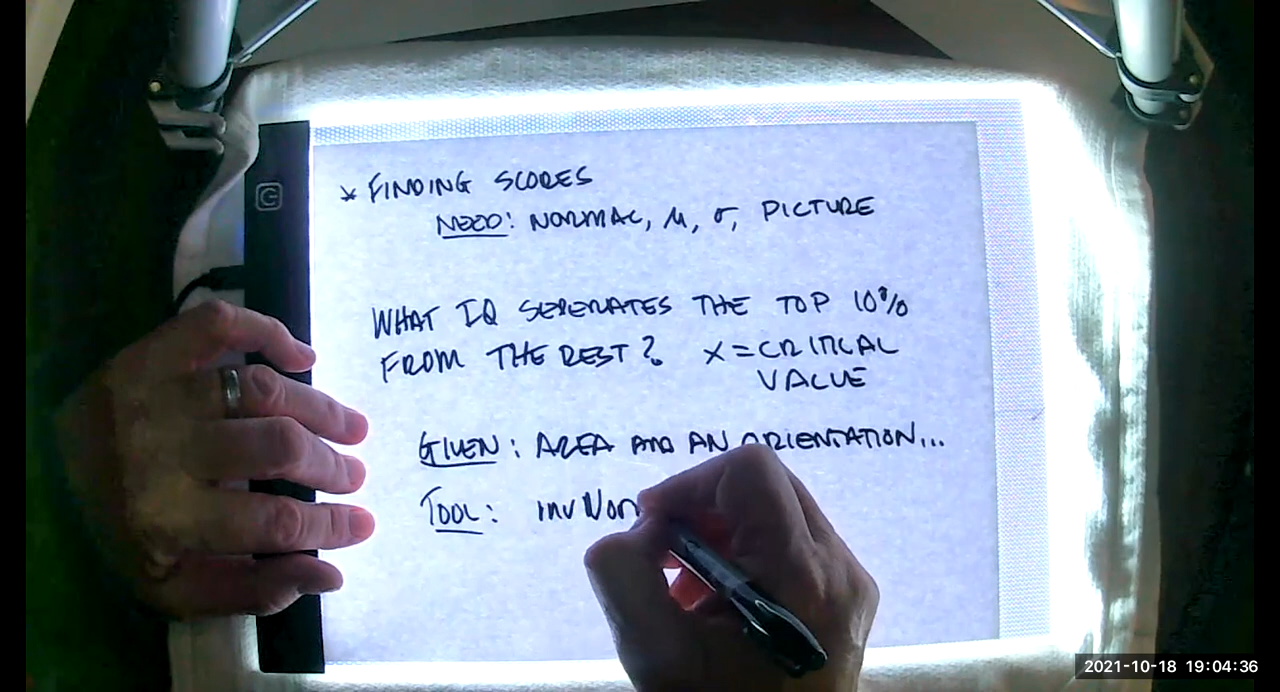 * FINDING SCORES
NEED: NORMAL, μ, σ, PICTURE
WHAT IQ SEPERATES THE TOP 10%
FROM THE REST? X = CRITICAL
VALUE
GIVEN: AREA AND AN ORIENTATION...
TOOL: invNor
2021-10-18 19:04:36